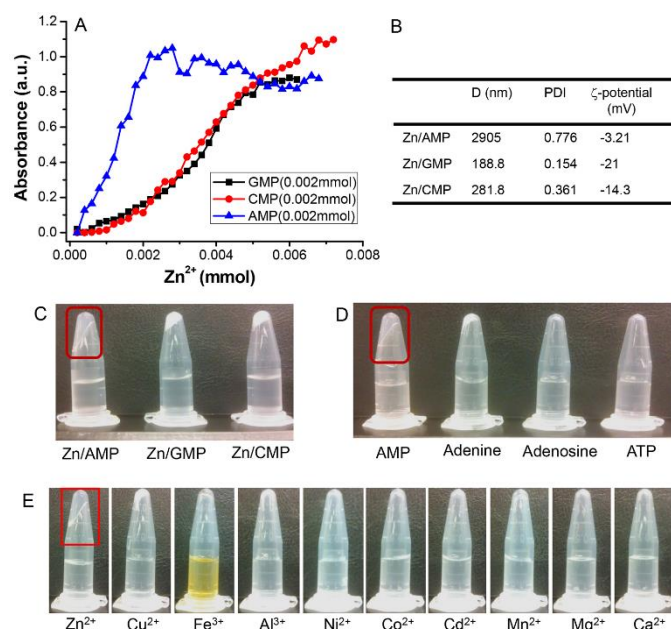 A
Absorbance (a.u.)
1.2
1.0
0.8
0.6
0.4
0.2
0.0
GMP(0.002mmol)
CMP(0.002mmol)
AMP(0.002mmol)
0.000 0.002 0.004 0.006 0.008
Zn²⁺ (mmol)
B
D (nm) PDI ζ-potential (mV)
Zn/AMP 2905 0.776 -3.21
Zn/GMP 188.8 0.154 -21
Zn/CMP 281.8 0.361 -14.3
C
Zn/AMP Zn/GMP Zn/CMP
D
AMP Adenine Adenosine ATP
E
Zn²⁺ Cu²⁺ Fe³⁺ Al³⁺ Ni²⁺ Co²⁺ Cd²⁺ Mn²⁺ Mo²⁺ Ca²⁺